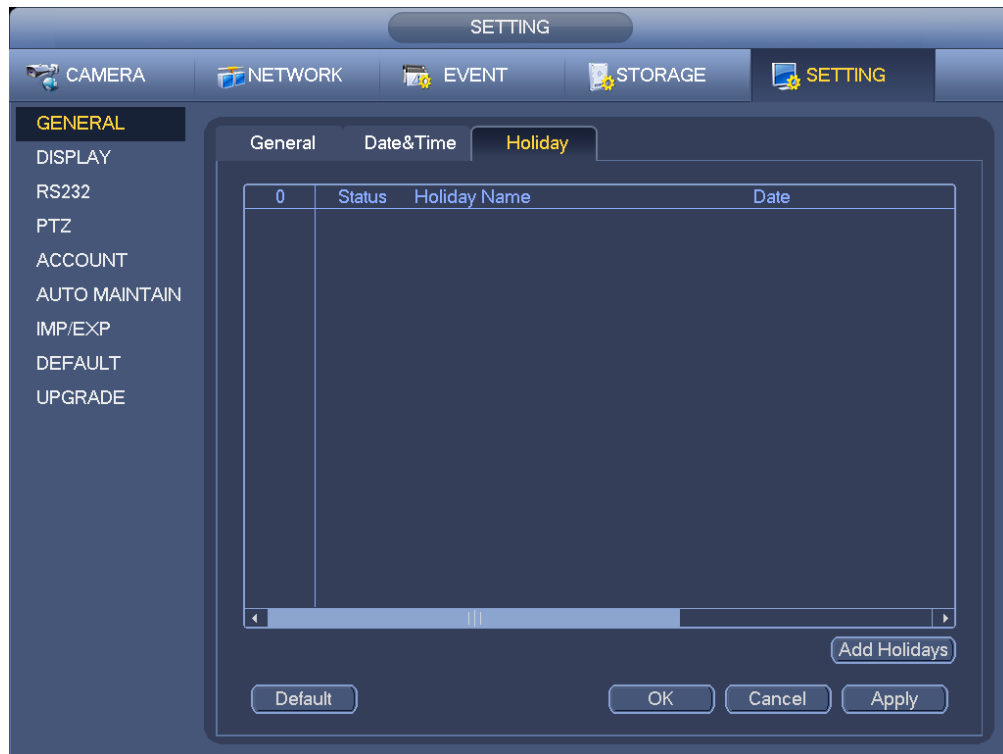 SETTING
CAMERA NETWORK EVENT STORAGE SETTING
GENERAL
DISPLAY
RS232
PTZ
ACCOUNT
AUTO MAINTAIN
IMP/EXP
DEFAULT
UPGRADE
General Date&Time Holiday
0 Status Holiday Name Date
Add Holidays
Default OK Cancel Apply